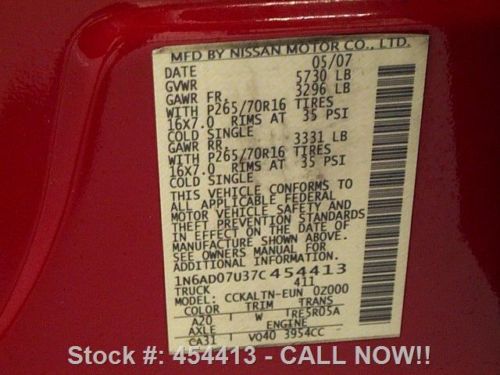 MFD BY NISSAN MOTOR CO., LTD.
DATE 05/07
GVWR 5730 LB
GAWR FR. 3296 LB
WITH P265/70R16 TIRES
16X7.0 RIMS AT 35 PSI
COLD SINGLE
GAWR RR. 3331 LB
WITH P265/70R16 TIRES
16X7.0 RIMS AT 35 PSI
COLD SINGLE
THIS VEHICLE CONFORMS TO
ALL APPLICABLE FEDERAL
MOTOR VEHICLE SAFETY AND
THEFT PREVENTION STANDARDS
IN EFFECT ON THE DATE OF
MANUFACTURE SHOWN ABOVE.
SEE OWNERS MANUAL FOR
ADDITIONAL INFORMATION.
1N6AD07U37C454413
TRUCK 411
MODEL CCKALTN-EUN 0Z000
COLOR TRIM TRANS
A20 W TRE5R05A
AXLE ENGINE
CA31 VQ40 3954CC
Stock #: 454413 - CALL NOW!!